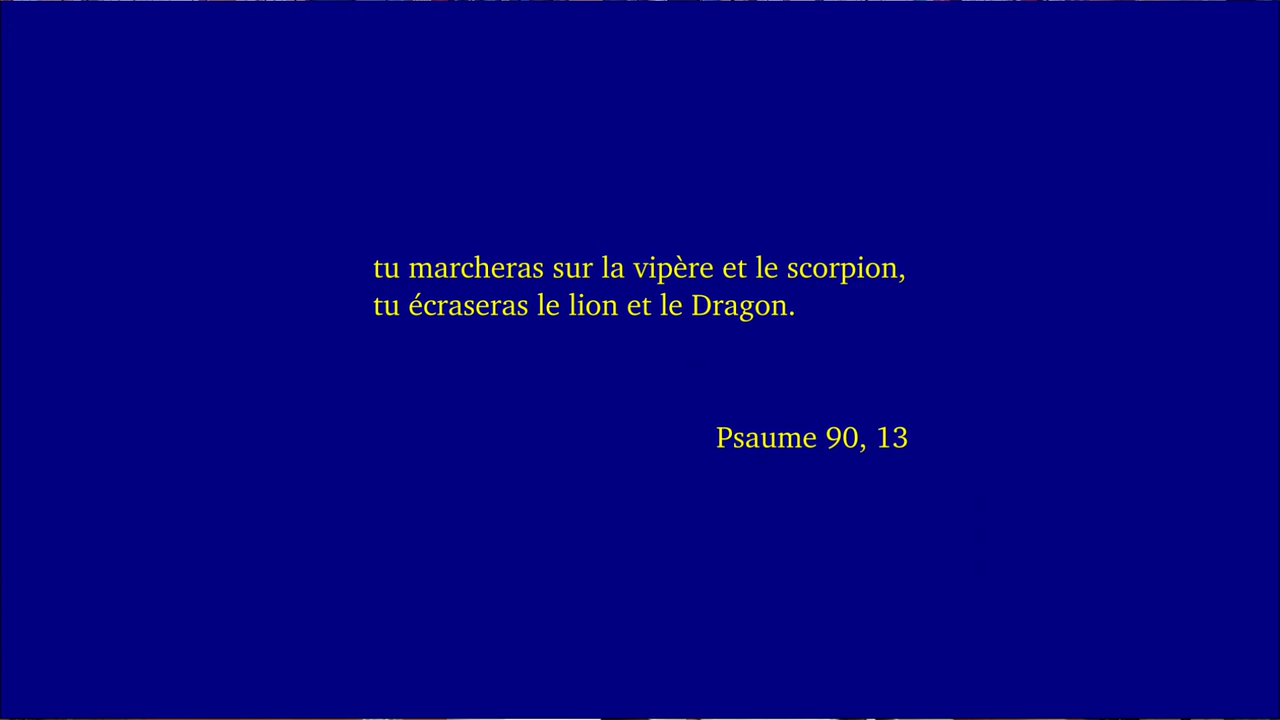 tu marcheras sur la vipère et le scorpion,
tu écraseras le lion et le Dragon.
Psaume 90, 13